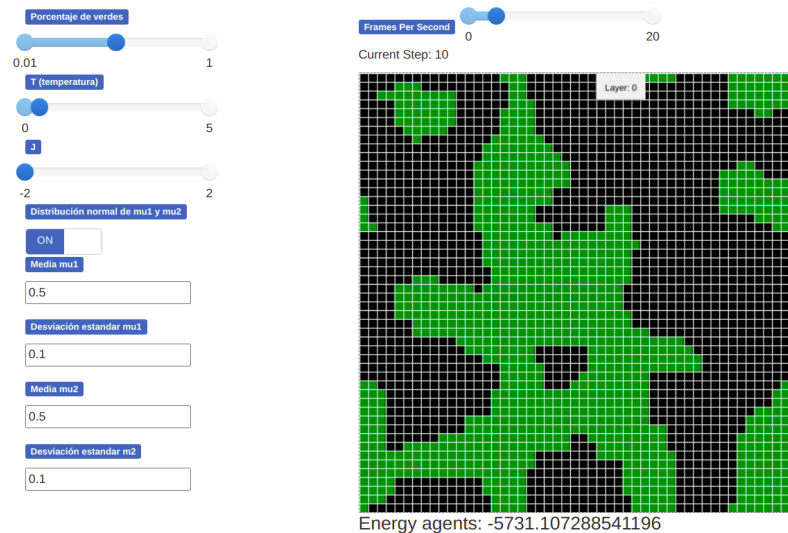 Porcentaje de verdes
0.01 1
T (temperatura)
0 5
J
-2 2
Distribución normal de mu1 y mu2
ON
Media mu1
0.5
Desviación estandar mu1
0.1
Media mu2
0.5
Desviación estandar m2
0.1
Frames Per Second
0 20
Current Step: 10
Layer: 0
Energy agents: -5731.107288541196